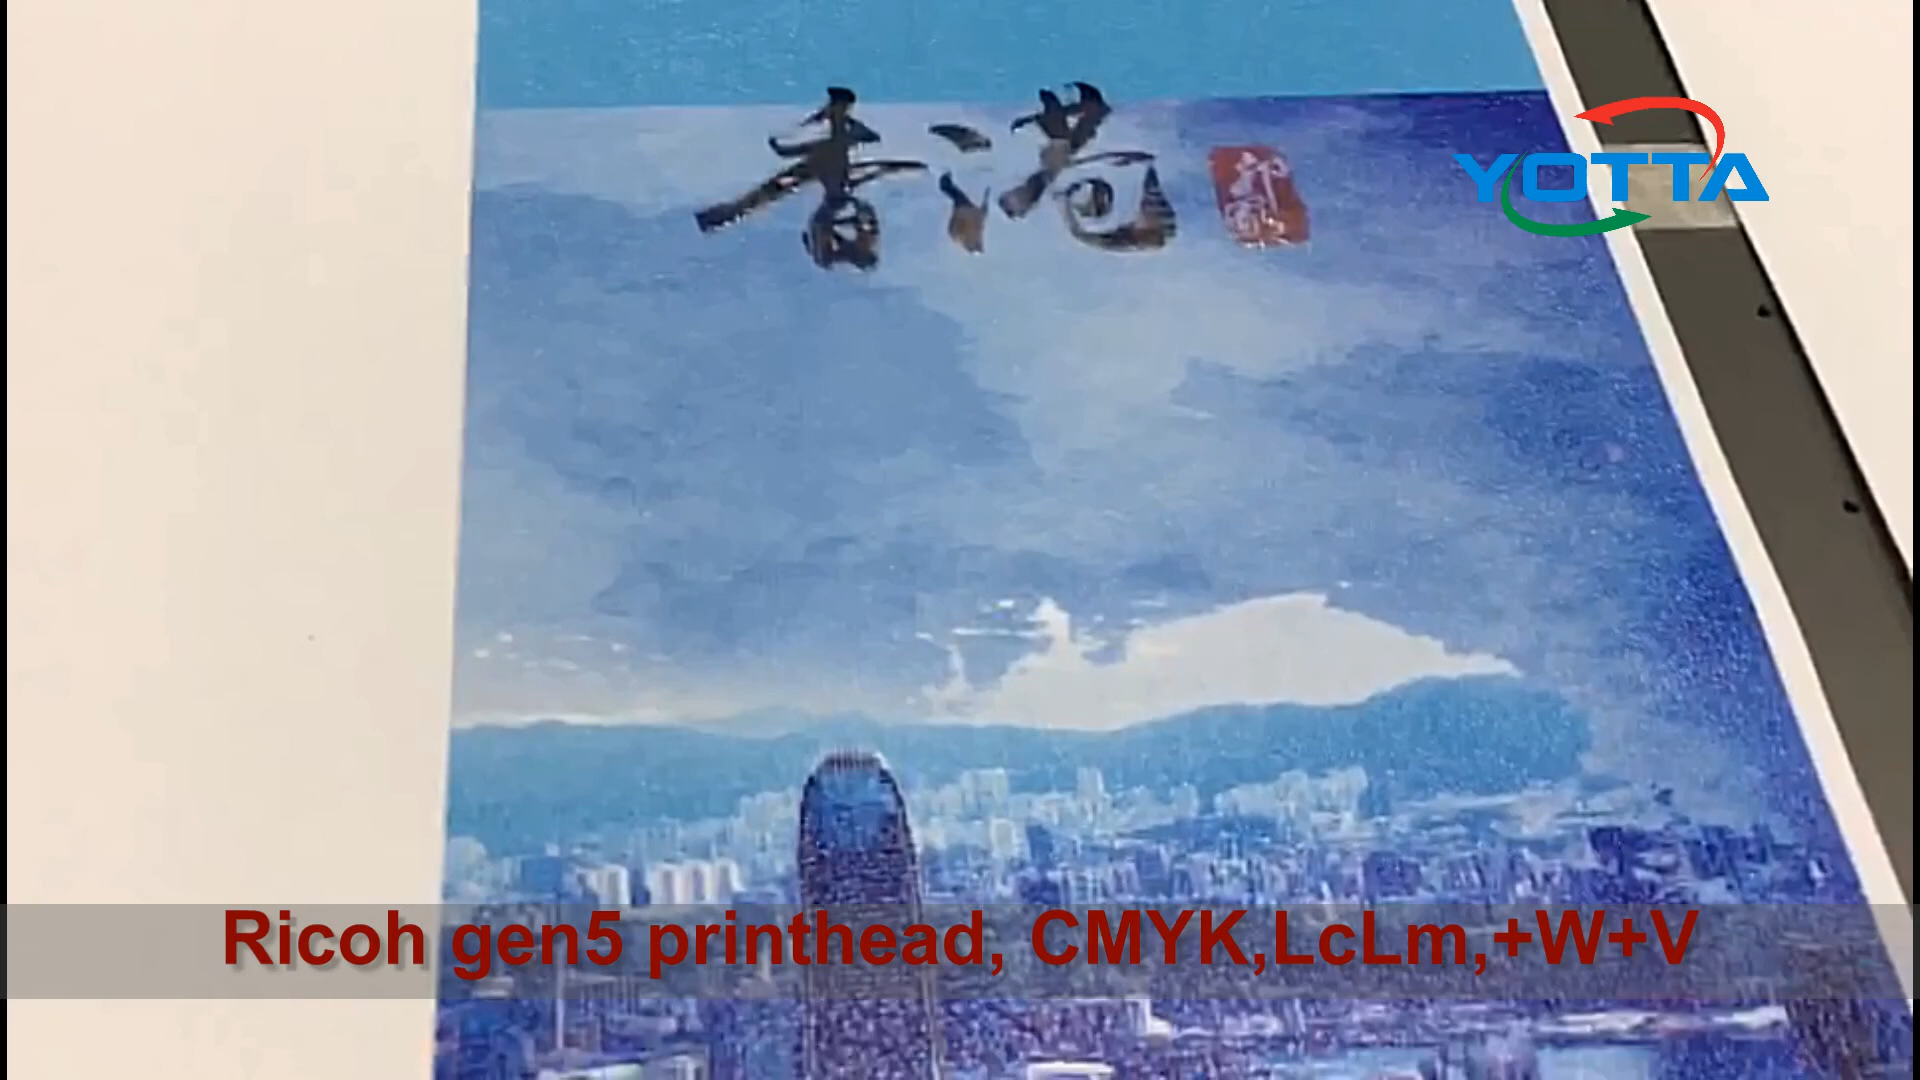 香港
YOTTA
Ricoh gen5 printhead, CMYK,LcLm,+W+V